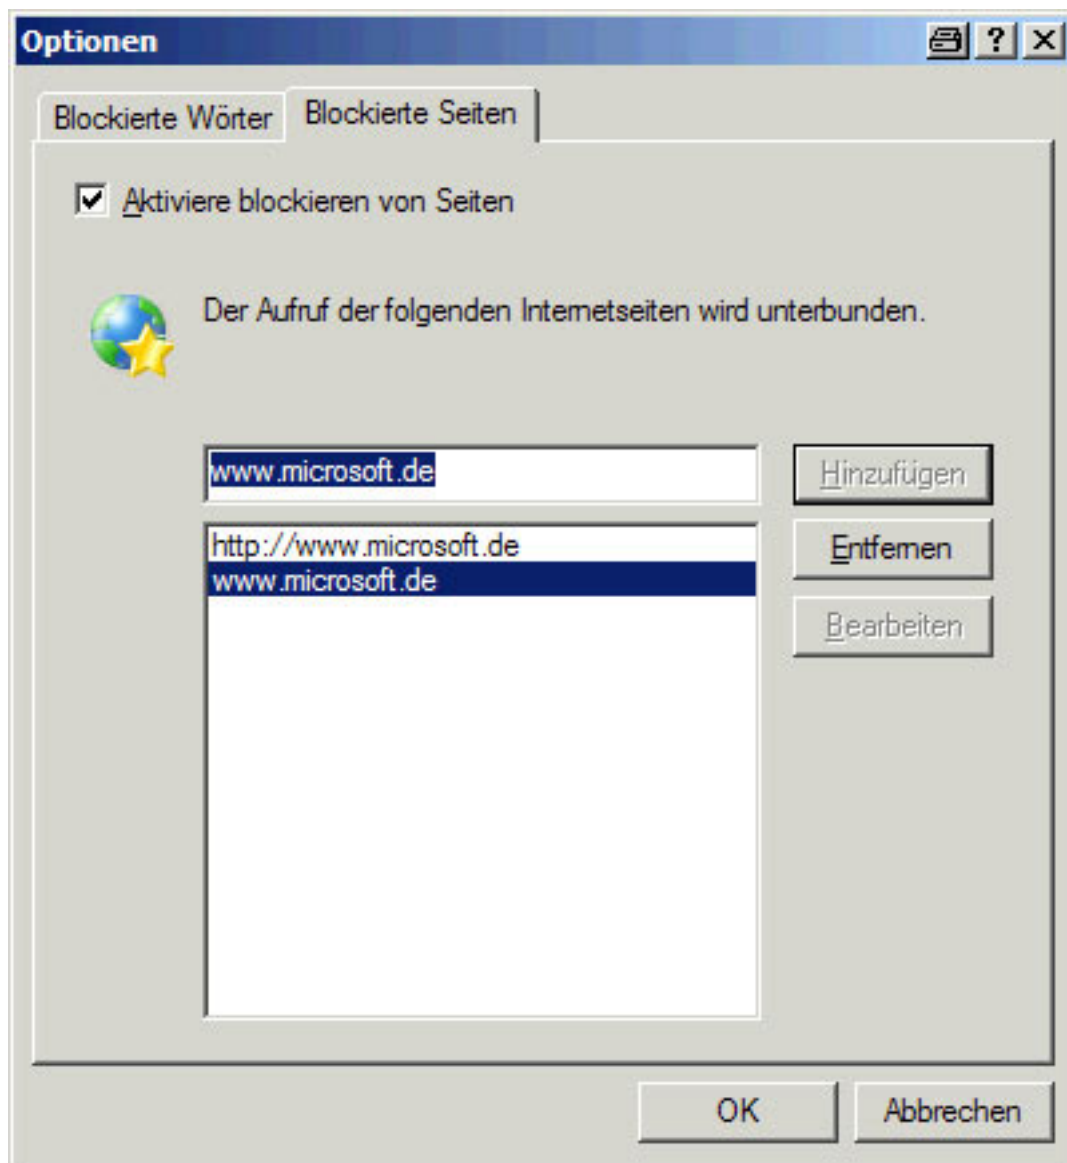 Optionen
Blockierte Wörter
Blockierte Seiten
Aktiviere blockieren von Seiten
Der Aufruf der folgenden Internetseiten wird unterbunden.
www.microsoft.de
Hinzufügen
http://www.microsoft.de
Entfernen
www.microsoft.de
Bearbeiten
OK
Abbrechen